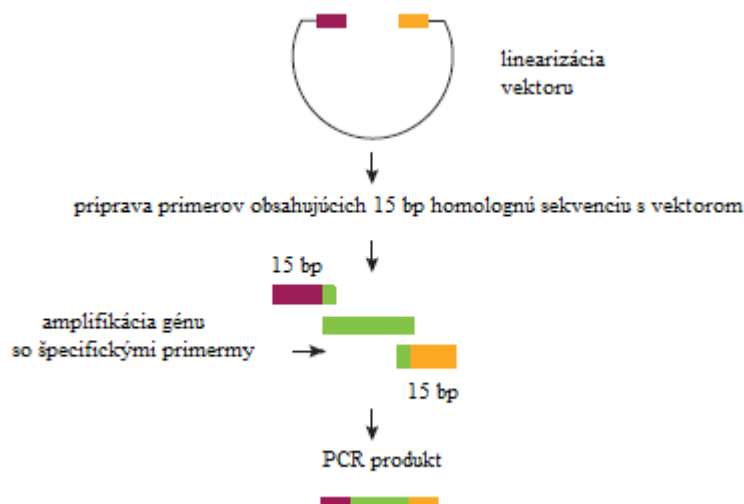 linearizácia
vektoru
príprava primerov obsahujúcich 15 bp homolognú sekvenciu s vektorom
15 bp
amplifikácia génu
so špecifickými primermy
15 bp
PCR produkt